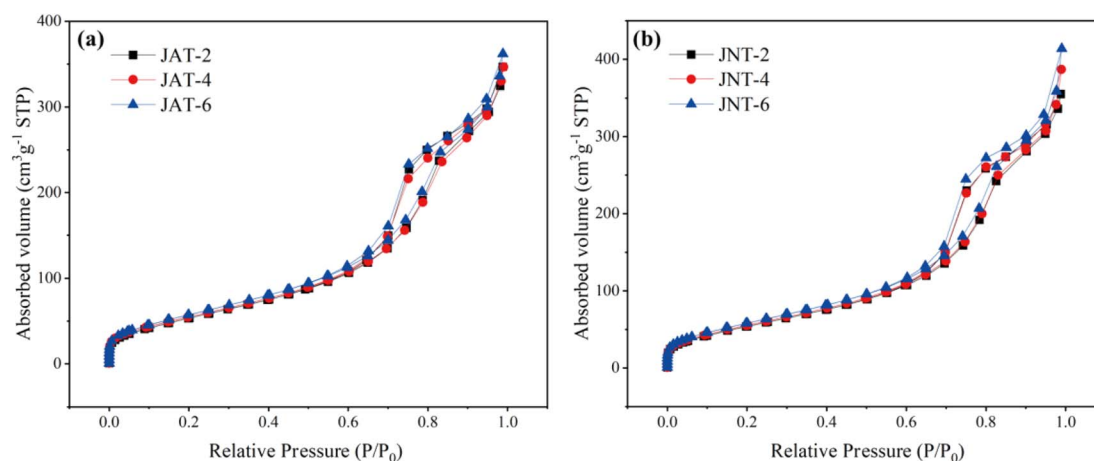 (a)
JAT-2
JAT-4
JAT-6
400
300
200
100
0
Absorbed volume (cm³g⁻¹ STP)
0.0 0.2 0.4 0.6 0.8 1.0
Relative Pressure (P/P₀)
(b)
JNT-2
JNT-4
JNT-6
400
300
200
100
0
Absorbed volume (cm³g⁻¹ STP)
0.0 0.2 0.4 0.6 0.8 1.0
Relative Pressure (P/P₀)